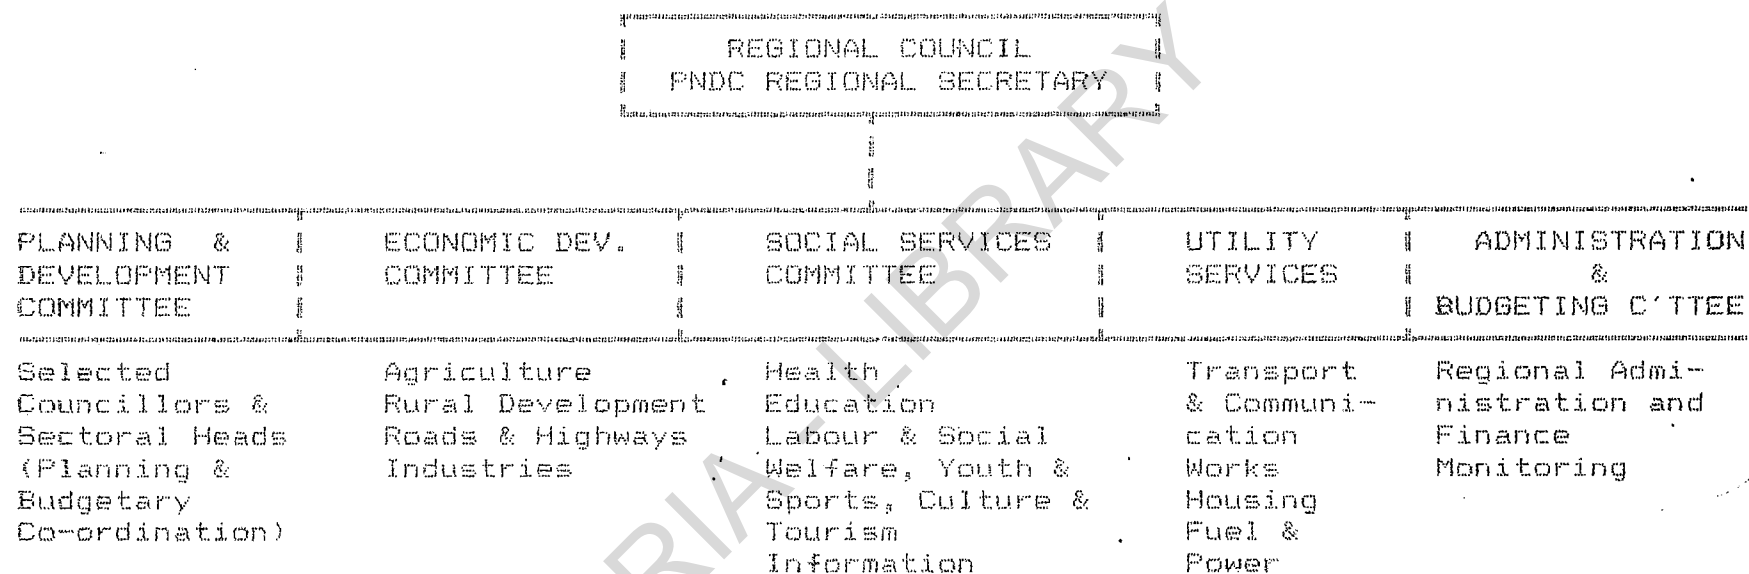 REGIONAL COUNCIL
PNDC REGIONAL SECRETARY
PLANNING &
DEVELOPMENT
COMMITTEE
ECONOMIC DEV.
COMMITTEE
SOCIAL SERVICES
COMMITTEE
UTILITY
SERVICES
ADMINISTRATION
&
BUDGETING C'TTEE
Selected
Councillors &
Sectoral Heads
(Planning &
Budgetary
Co-ordination)
Agriculture
Rural Development
Roads & Highways
Industries
Health
Education
Labour & Social
Welfare, Youth &
Sports, Culture &
Tourism
Information
Transport
& Communi-
cation
Works
Housing
Fuel &
Power
Regional Admi-
nistration and
Finance
Monitoring
RIA - LIBRARY